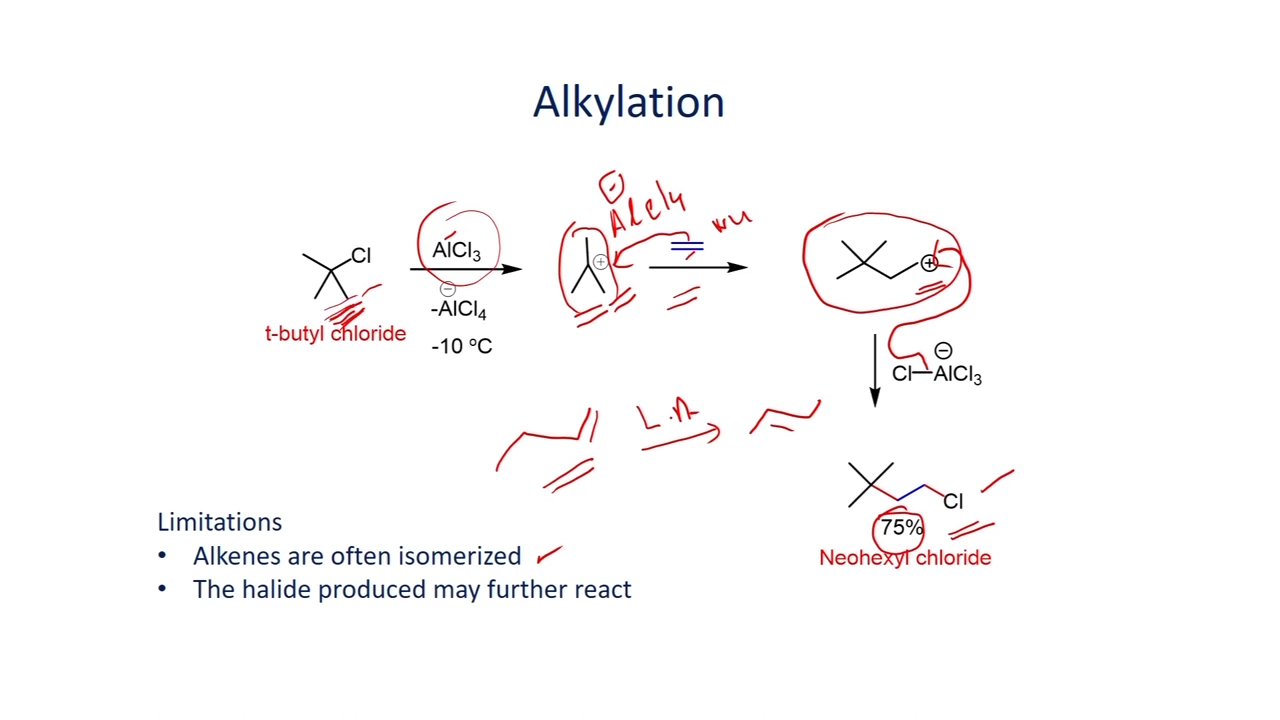 Alkylation
Cl
AlCl3
⊖
-AlCl4
-10 °C
t-butyl chloride
⊕
⊖
AlCl4
Nu
⊕
⊖
Cl—AlCl3
L.A
Cl
75%
Neohexyl chloride
Limitations
• Alkenes are often isomerized
• The halide produced may further react